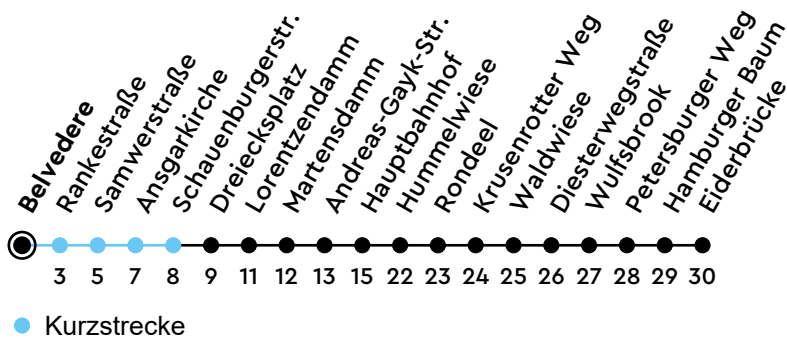 Belvedere
Rankestraße
Samwerstraße
Ansgarkirche
Schauenburgerstr.
Dreiecksplatz
Lorentzendamm
Martensdamm
Andreas-Gayk-Str.
Hauptbahnhof
Hummelwiese
Rondeel
Krusenrotter Weg
Waldwiese
Diesterwegstraße
Wulfsbrook
Petersburger Weg
Hamburger Baum
Eiderbrücke
3 5 7 8 9 11 12 13 15 22 23 24 25 26 27 28 29 30
Kurzstrecke